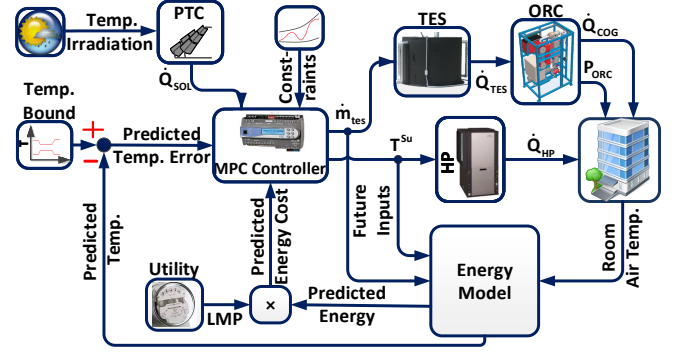 Temp.
Irradiation
PTC
Q̇SOL
Const-
raints
TES
ORC
Q̇COG
PORC
Q̇TES
ṁtes
Temp.
Bound
T
+
−
Predicted
Temp. Error
MPC Controller
TSu
HP
Q̇HP
Predicted
Temp.
Predicted
Energy Cost
Future
Inputs
Room
Air Temp.
Utility
LMP
×
Predicted
Energy
Energy
Model